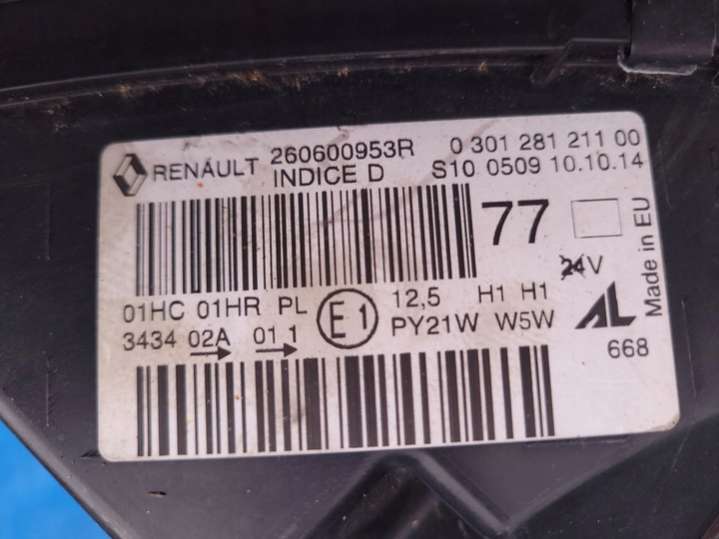 RENAULT 260600953R 0 301 281 211 00
INDICE D S10 0509 10.10.14
77
24V
Made in EU
01HC 01HR PL E1 12,5 H1 H1
3434 02A 01 1 PY21W W5W
AL
668